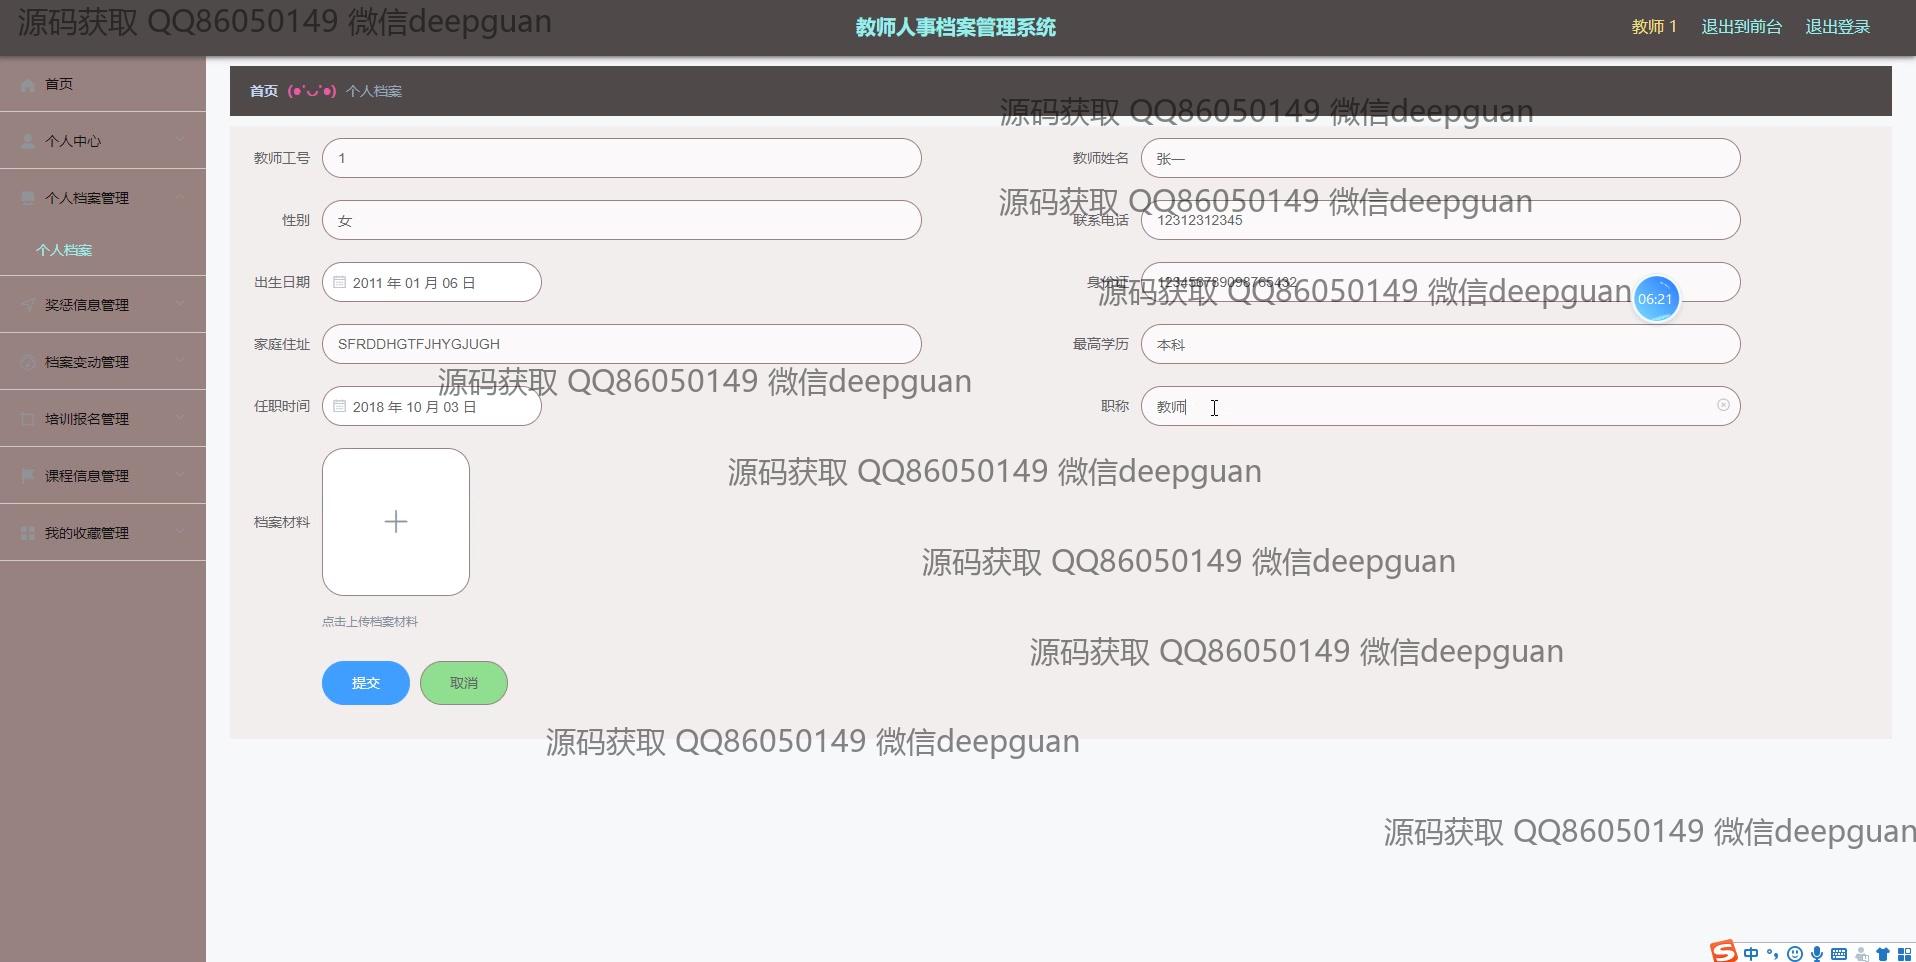 源码获取 QQ86050149 微信deepguan
教师人事档案管理系统
教师 1 退出到前台 退出登录
首页
个人中心
个人档案管理
个人档案
奖惩信息管理
档案变动管理
培训报名管理
课程信息管理
我的收藏管理
首页 (●'◡'●) 个人档案
源码获取 QQ86050149 微信deepguan
教师工号 1
教师姓名 张一
源码获取 QQ86050149 微信deepguan
性别 女
联系电话 12312312345
出生日期 2011 年 01 月 06 日
身份证 123456789098765432
源码获取 QQ86050149 微信deepguan
06:21
家庭住址 SFRDDHGTFJHYGJUGH
最高学历 本科
源码获取 QQ86050149 微信deepguan
任职时间 2018 年 10 月 03 日
职称 教师
源码获取 QQ86050149 微信deepguan
档案材料
源码获取 QQ86050149 微信deepguan
点击上传档案材料
源码获取 QQ86050149 微信deepguan
提交 取消
源码获取 QQ86050149 微信deepguan
源码获取 QQ86050149 微信deepguan
S 中